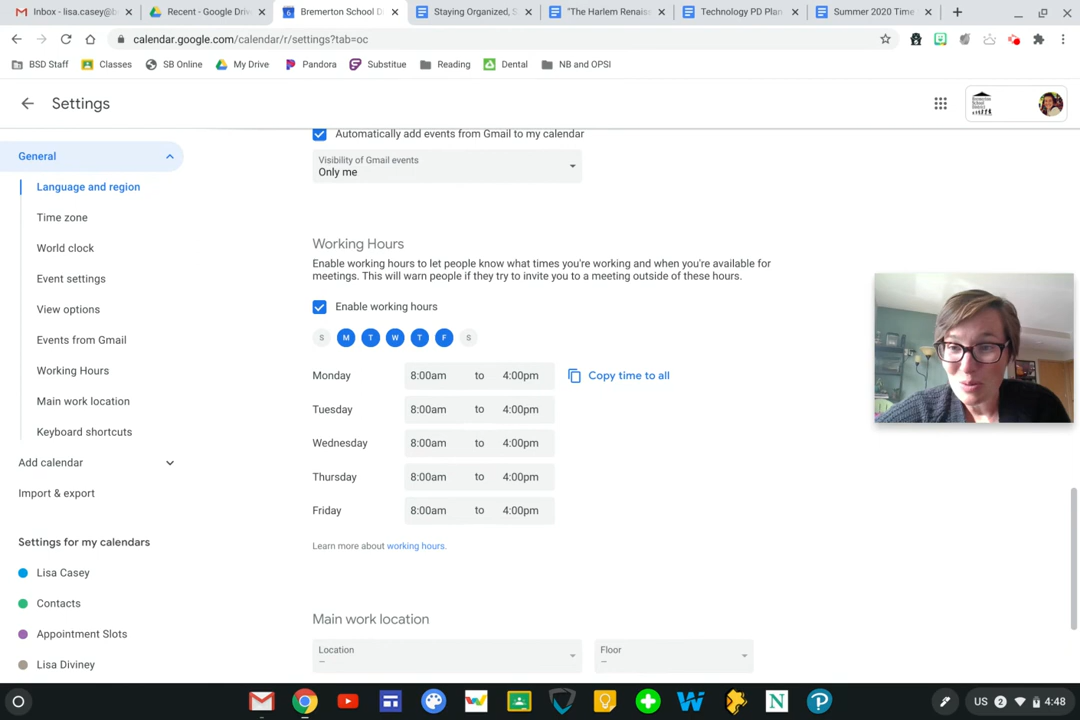 Inbox - lisa.casey@b
Recent - Google Driv
Bremerton School Di
Staying Organized, S
"The Harlem Renaiss
Technology PD Plan
Summer 2020 Time
calendar.google.com/calendar/r/settings?tab=oc
BSD Staff
Classes
SB Online
My Drive
Pandora
Substitue
Reading
Dental
NB and OPSI
Settings
Bremerton School District
General
Language and region
Time zone
World clock
Event settings
View options
Events from Gmail
Working Hours
Main work location
Keyboard shortcuts
Add calendar
Import & export
Settings for my calendars
Lisa Casey
Contacts
Appointment Slots
Lisa Diviney
Automatically add events from Gmail to my calendar
Visibility of Gmail events
Only me
Working Hours
Enable working hours to let people know what times you're working and when you're available for
meetings. This will warn people if they try to invite you to a meeting outside of these hours.
Enable working hours
S M T W T F S
Monday 8:00am to 4:00pm Copy time to all
Tuesday 8:00am to 4:00pm
Wednesday 8:00am to 4:00pm
Thursday 8:00am to 4:00pm
Friday 8:00am to 4:00pm
Learn more about working hours.
Main work location
Location
–
Floor
–
US 2 4:48